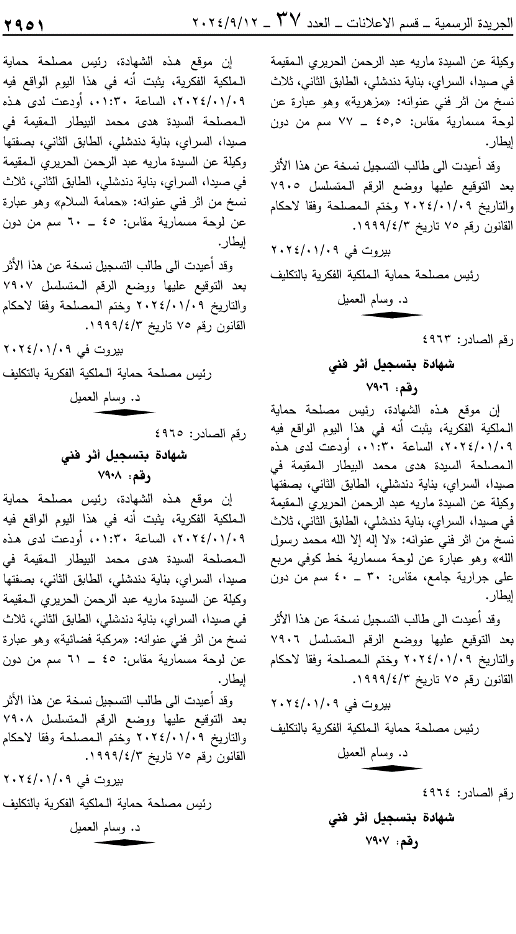 الجريدة الرسمية ــ قسم الاعلانات ــ العدد ٣٧ ــ ٢٠٢٤/٩/١٢
٢٩٥١
وكيلة عن السيدة ماريه عبد الرحمن الحريري المقيمة
في صيدا، السراي، بناية دندشلي، الطابق الثاني، ثلاث
نسخ من اثر فني عنوانه: «مزهرية» وهو عبارة عن
لوحة مسمارية مقاس: ٤٥,٥ ــ ٧٧ سم من دون
إيطار.
وقد أعيدت الى طالب التسجيل نسخة عن هذا الأثر
بعد التوقيع عليها ووضع الرقم المتسلسل ٧٩٠٥
والتاريخ ٢٠٢٤/٠١/٠٩ وختم المصلحة وفقا لاحكام
القانون رقم ٧٥ تاريخ ١٩٩٩/٤/٣.
بيروت في ٢٠٢٤/٠١/٠٩
رئيس مصلحة حماية الملكية الفكرية بالتكليف
د. وسام العميل
رقم الصادر: ٤٩٦٣
شهادة بتسجيل أثر فني
رقم: ٧٩٠٦
إن موقع هذه الشهادة، رئيس مصلحة حماية
الملكية الفكرية، يثبت أنه في هذا اليوم الواقع فيه
٢٠٢٤/٠١/٠٩، الساعة ٠١:٣٠، أودعت لدى هذه
المصلحة السيدة هدى محمد البيطار المقيمة في
صيدا، السراي، بناية دندشلي، الطابق الثاني، بصفتها
وكيلة عن السيدة ماريه عبد الرحمن الحريري المقيمة
في صيدا، السراي، بناية دندشلي، الطابق الثاني، ثلاث
نسخ من اثر فني عنوانه: «لا إله إلا الله محمد رسول
الله» وهو عبارة عن لوحة مسمارية خط كوفي مربع
على جرارية جامع، مقاس: ٣٠ ــ ٤٠ سم من دون
إيطار.
وقد أعيدت الى طالب التسجيل نسخة عن هذا الأثر
بعد التوقيع عليها ووضع الرقم المتسلسل ٧٩٠٦
والتاريخ ٢٠٢٤/٠١/٠٩ وختم المصلحة وفقا لاحكام
القانون رقم ٧٥ تاريخ ١٩٩٩/٤/٣.
بيروت في ٢٠٢٤/٠١/٠٩
رئيس مصلحة حماية الملكية الفكرية بالتكليف
د. وسام العميل
رقم الصادر: ٤٩٦٤
شهادة بتسجيل أثر فني
رقم: ٧٩٠٧
إن موقع هذه الشهادة، رئيس مصلحة حماية
الملكية الفكرية، يثبت أنه في هذا اليوم الواقع فيه
٢٠٢٤/٠١/٠٩، الساعة ٠١:٣٠، أودعت لدى هذه
المصلحة السيدة هدى محمد البيطار المقيمة في
صيدا، السراي، بناية دندشلي، الطابق الثاني، بصفتها
وكيلة عن السيدة ماريه عبد الرحمن الحريري المقيمة
في صيدا، السراي، بناية دندشلي، الطابق الثاني، ثلاث
نسخ من اثر فني عنوانه: «حمامة السلام» وهو عبارة
عن لوحة مسمارية مقاس: ٤٥ ــ ٦٠ سم من دون
إيطار.
وقد أعيدت الى طالب التسجيل نسخة عن هذا الأثر
بعد التوقيع عليها ووضع الرقم المتسلسل ٧٩٠٧
والتاريخ ٢٠٢٤/٠١/٠٩ وختم المصلحة وفقا لاحكام
القانون رقم ٧٥ تاريخ ١٩٩٩/٤/٣.
بيروت في ٢٠٢٤/٠١/٠٩
رئيس مصلحة حماية الملكية الفكرية بالتكليف
د. وسام العميل
رقم الصادر: ٤٩٦٥
شهادة بتسجيل أثر فني
رقم: ٧٩٠٨
إن موقع هذه الشهادة، رئيس مصلحة حماية
الملكية الفكرية، يثبت أنه في هذا اليوم الواقع فيه
٢٠٢٤/٠١/٠٩، الساعة ٠١:٣٠، أودعت لدى هذه
المصلحة السيدة هدى محمد البيطار المقيمة في
صيدا، السراي، بناية دندشلي، الطابق الثاني، بصفتها
وكيلة عن السيدة ماريه عبد الرحمن الحريري المقيمة
في صيدا، السراي، بناية دندشلي، الطابق الثاني، ثلاث
نسخ من اثر فني عنوانه: «مركبة فضائية» وهو عبارة
عن لوحة مسمارية مقاس: ٤٥ ــ ٦١ سم من دون
إيطار.
وقد أعيدت الى طالب التسجيل نسخة عن هذا الأثر
بعد التوقيع عليها ووضع الرقم المتسلسل ٧٩٠٨
والتاريخ ٢٠٢٤/٠١/٠٩ وختم المصلحة وفقا لاحكام
القانون رقم ٧٥ تاريخ ١٩٩٩/٤/٣.
بيروت في ٢٠٢٤/٠١/٠٩
رئيس مصلحة حماية الملكية الفكرية بالتكليف
د. وسام العميل